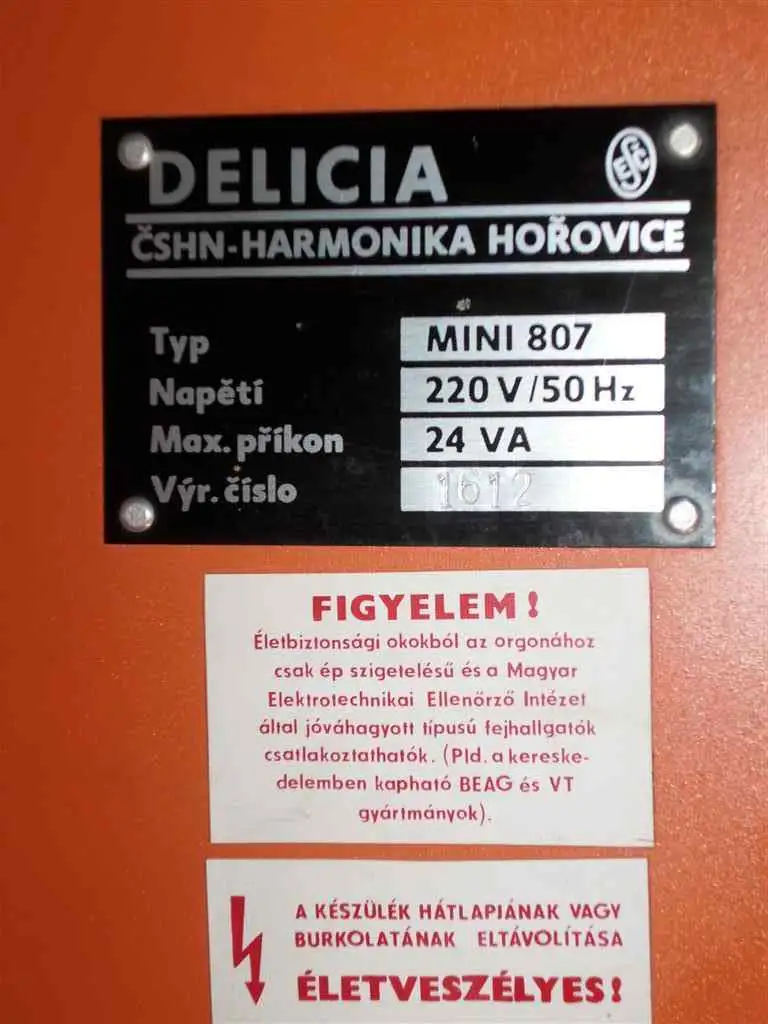 DELICIA
ESČ
ČSHN-HARMONIKA HOŘOVICE
Typ MINI 807
Napětí 220 V/50 Hz
Max. příkon 24 VA
Výr. číslo 1612
FIGYELEM!
Életbiztonsági okokból az orgonához
csak ép szigetelésű és a Magyar
Elektrotechnikai Ellenőrző Intézet
által jóváhagyott típusú fejhallgatók
csatlakoztathatók. (Pld. a kereske-
delemben kapható BEAG és VT
gyártmányok).
A KÉSZÜLÉK HÁTLAPJÁNAK VAGY
BURKOLATÁNAK ELTÁVOLÍTÁSA
ÉLETVESZÉLYES!